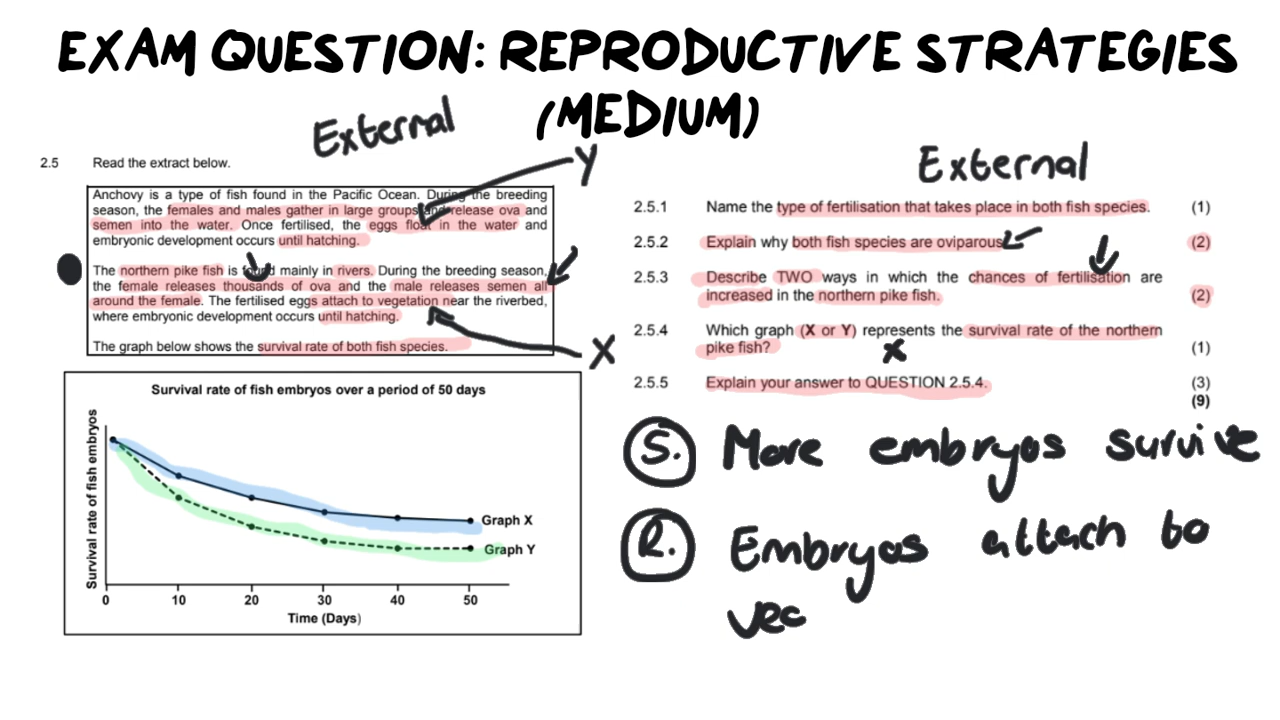 EXAM QUESTION: REPRODUCTIVE STRATEGIES
(MEDIUM)
External
Y
2.5 Read the extract below.
Anchovy is a type of fish found in the Pacific Ocean. During the breeding
season, the females and males gather in large groups and release ova and
semen into the water. Once fertilised, the eggs float in the water and
embryonic development occurs until hatching.
The northern pike fish is found mainly in rivers. During the breeding season,
the female releases thousands of ova and the male releases semen all
around the female. The fertilised eggs attach to vegetation near the riverbed,
where embryonic development occurs until hatching.
The graph below shows the survival rate of both fish species.
X
Survival rate of fish embryos over a period of 50 days
Survival rate of fish embryos
Graph X
Graph Y
0 10 20 30 40 50
Time (Days)
External
2.5.1 Name the type of fertilisation that takes place in both fish species. (1)
2.5.2 Explain why both fish species are oviparous (2)
2.5.3 Describe TWO ways in which the chances of fertilisation are
increased in the northern pike fish. (2)
2.5.4 Which graph (X or Y) represents the survival rate of the northern
pike fish? (1)
X
2.5.5 Explain your answer to QUESTION 2.5.4. (3)
(9)
S. More embryos survive
R. Embryos attach to
vec